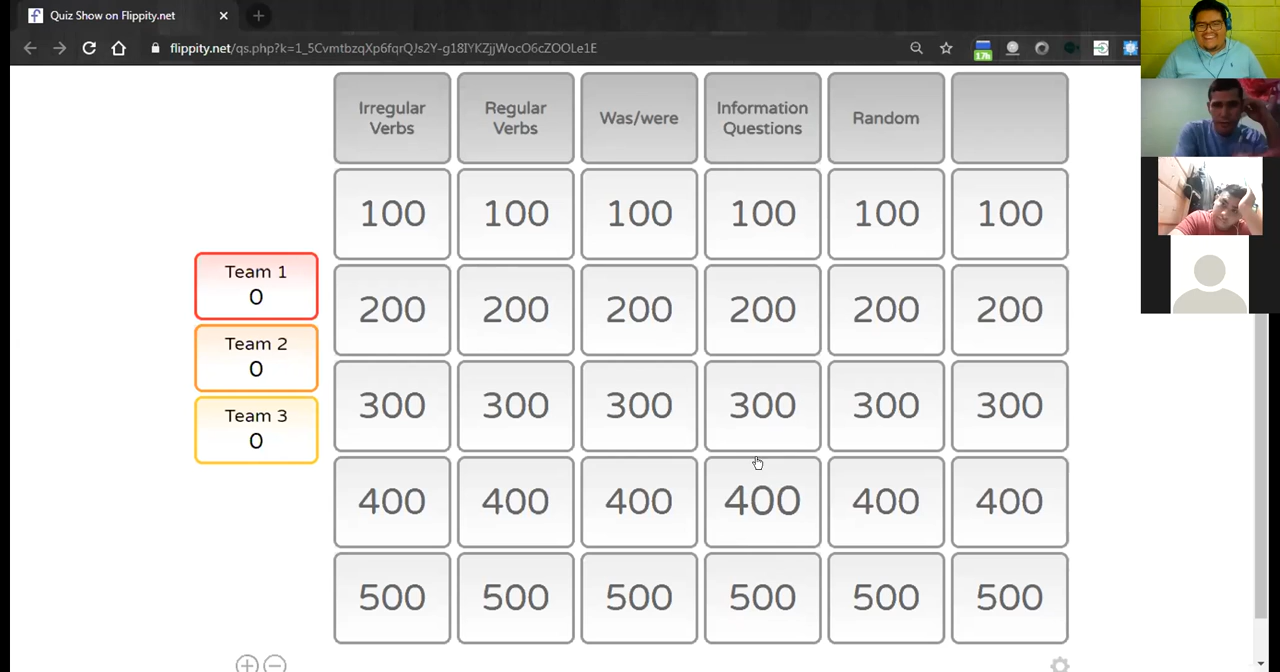 Quiz Show on Flippity.net
flippity.net/qs.php?k=1_5CvmtbzqXp6fqrQJs2Y-g18IYKZjjWocO6cZOOLe1E
17h
Irregular Verbs
Regular Verbs
Was/were
Information Questions
Random
100 100 100 100 100 100
200 200 200 200 200 200
300 300 300 300 300 300
400 400 400 400 400 400
500 500 500 500 500 500
Team 1
0
Team 2
0
Team 3
0